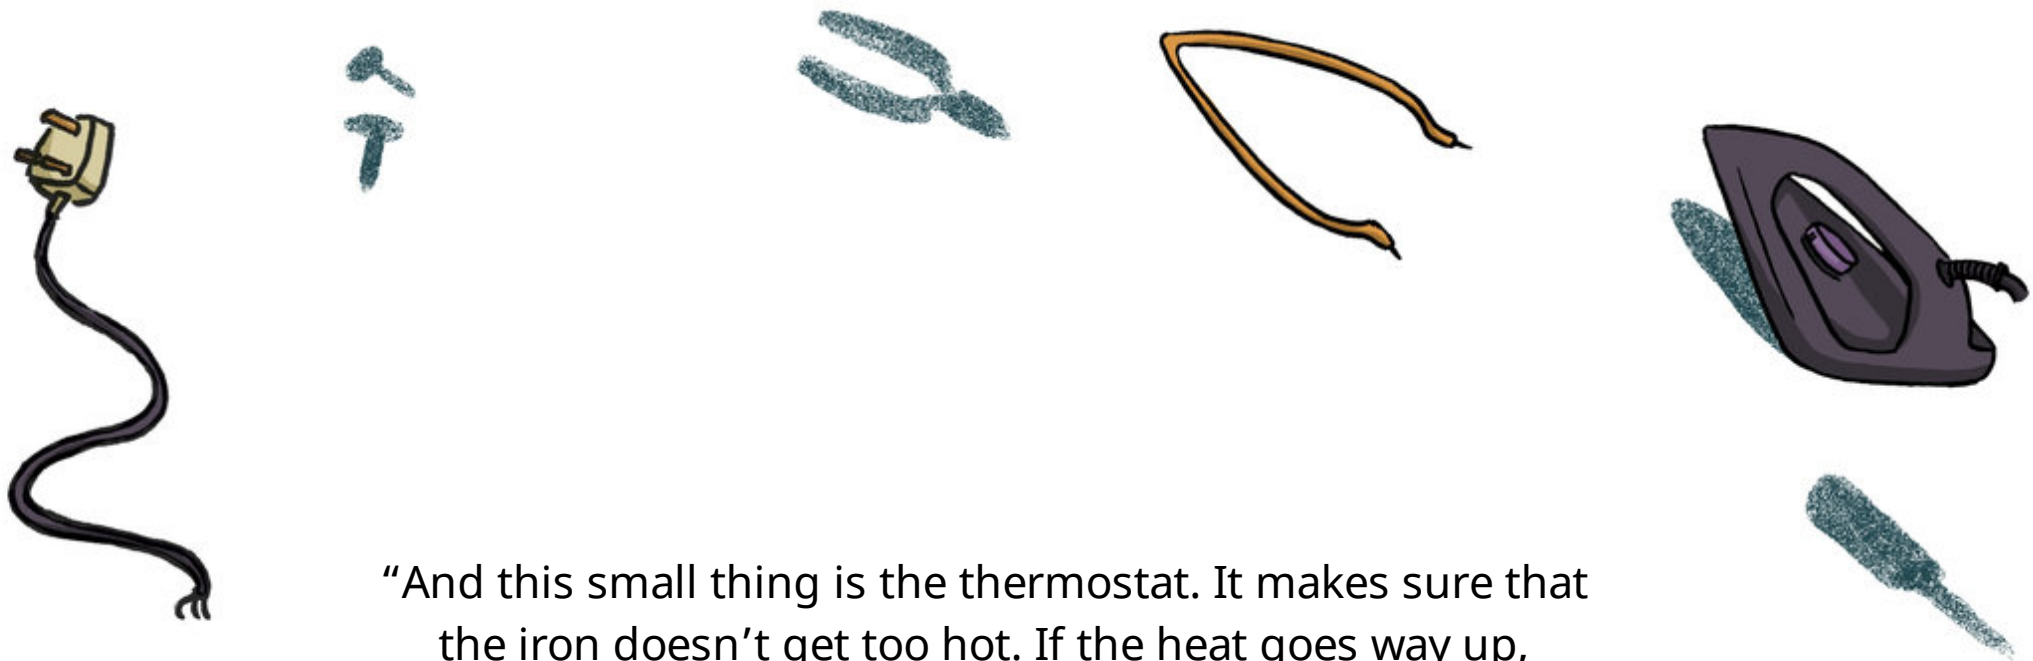 “And this small thing is the thermostat. It makes sure that
the iron doesn’t get too hot. If the heat goes way up,